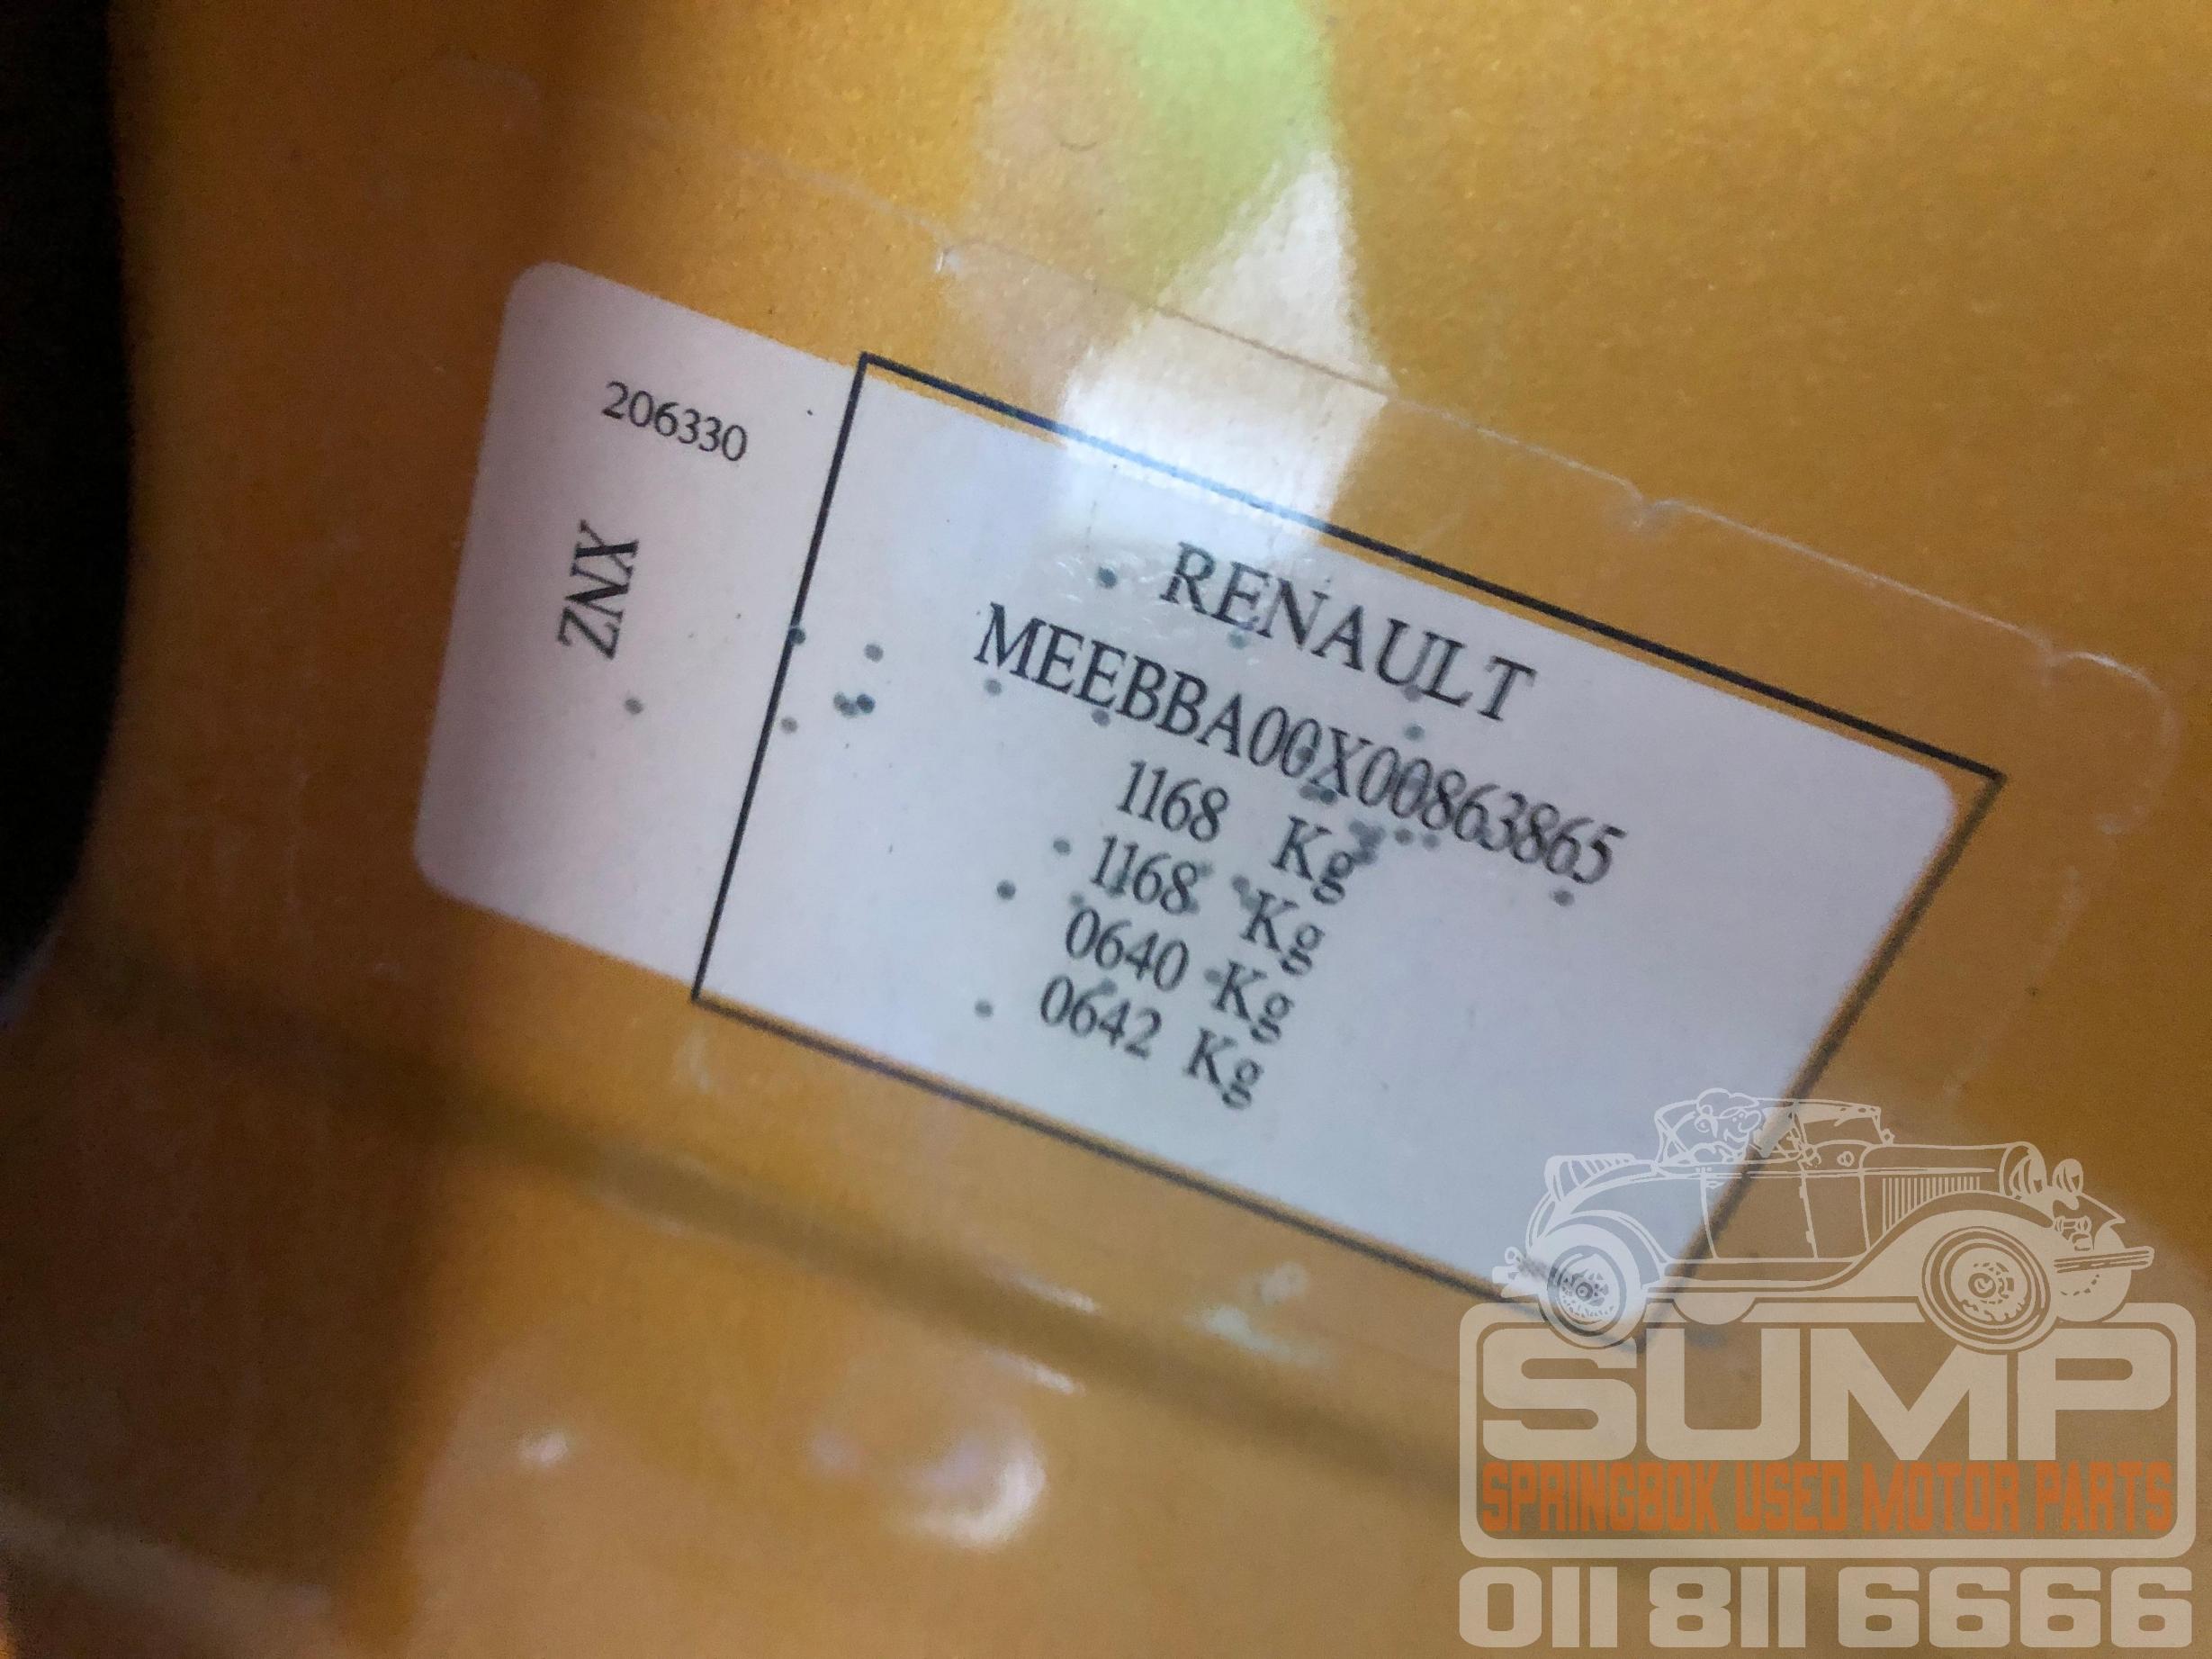 206330
ZNX
RENAULT
MEEBBA00X00863865
1168 Kg
1168 Kg
0640 Kg
0642 Kg
SUMP
SPRINGBOK USED MOTOR PARTS
011 811 6666